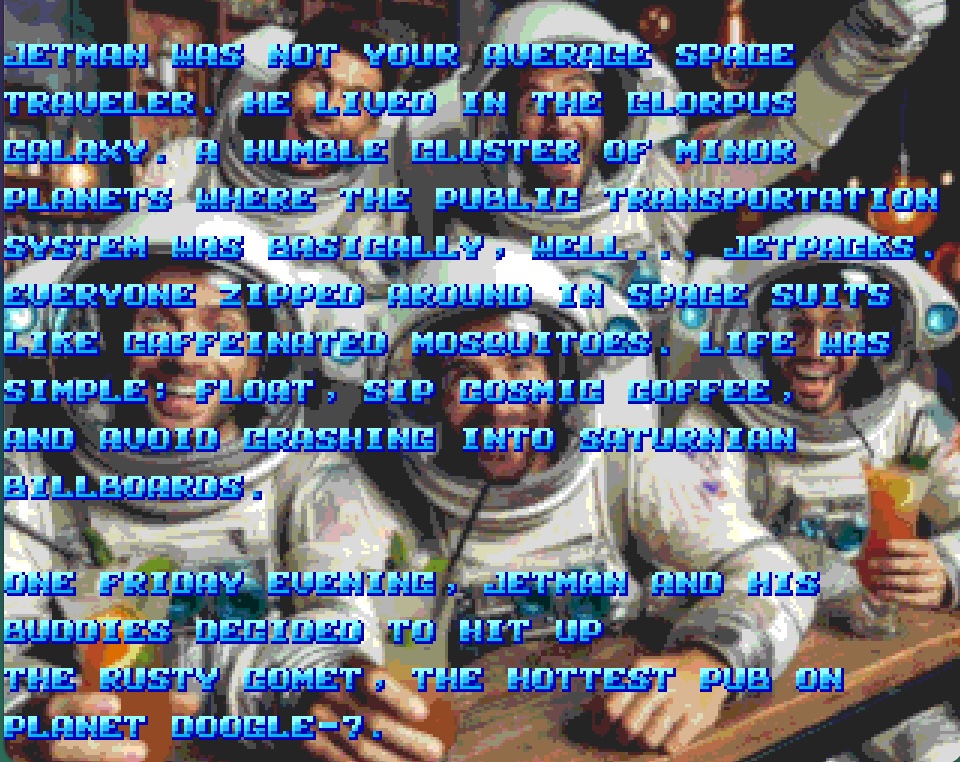 JETMAN WAS NOT YOUR AVERAGE SPACE
TRAVELER. HE LIVED IN THE GLORPUS
GALAXY. A HUMBLE CLUSTER OF MINOR
PLANETS WHERE THE PUBLIC TRANSPORTATION
SYSTEM WAS BASICALLY, WELL... JETPACKS.
EVERYONE ZIPPED AROUND IN SPACE SUITS
LIKE CAFFEINATED MOSQUITOES. LIFE WAS
SIMPLE: FLOAT, SIP COSMIC COFFEE,
AND AVOID CRASHING INTO SATURNIAN
BILLBOARDS.
ONE FRIDAY EVENING, JETMAN AND HIS
BUDDIES DECIDED TO HIT UP
THE RUSTY COMET, THE HOTTEST PUB ON
PLANET DOOGLE-7.